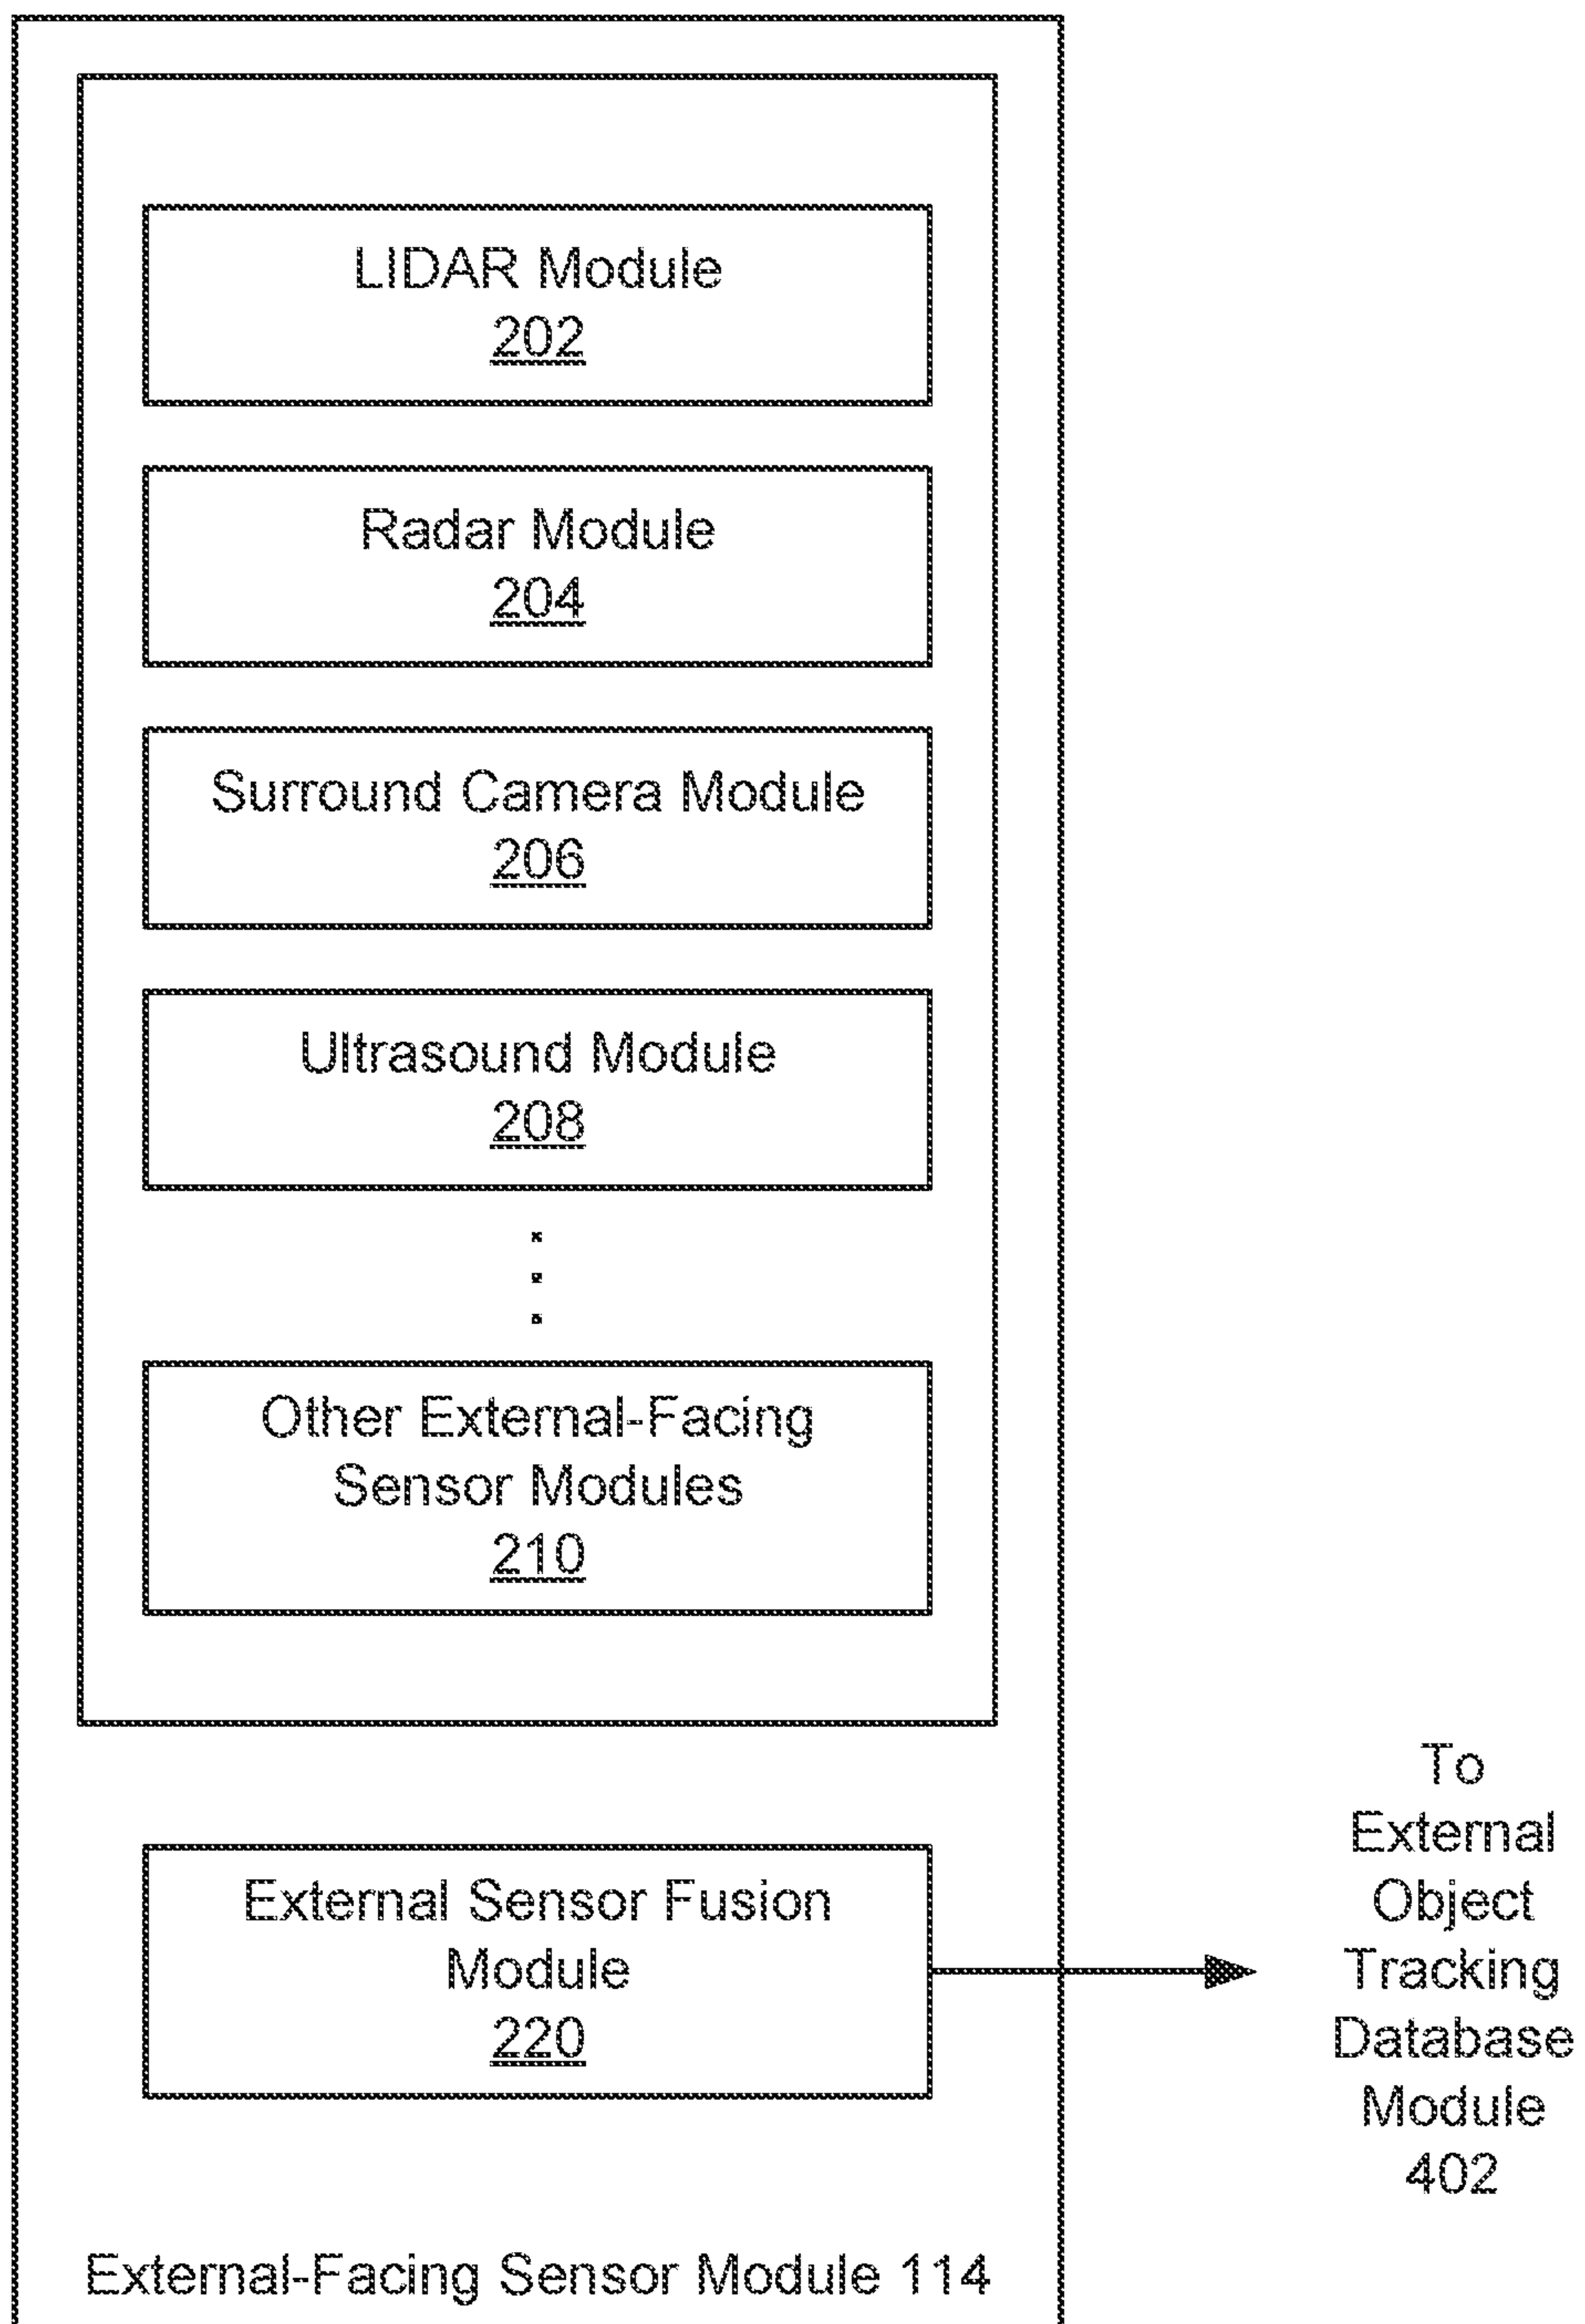 LIDAR Module
202
Radar Module
204
Surround Camera Module
206
Ultrasound Module
208
Other External-Facing
Sensor Modules
210
External Sensor Fusion
Module
220
To
External
Object
Tracking
Database
Module
402
External-Facing Sensor Module 114